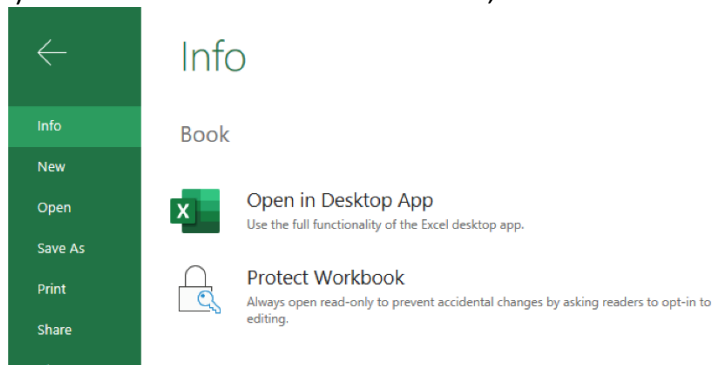 Info
Book
Info
New
Open
Save As
Print
Share
Open in Desktop App
Use the full functionality of the Excel desktop app.
Protect Workbook
Always open read-only to prevent accidental changes by asking readers to opt-in to
editing.